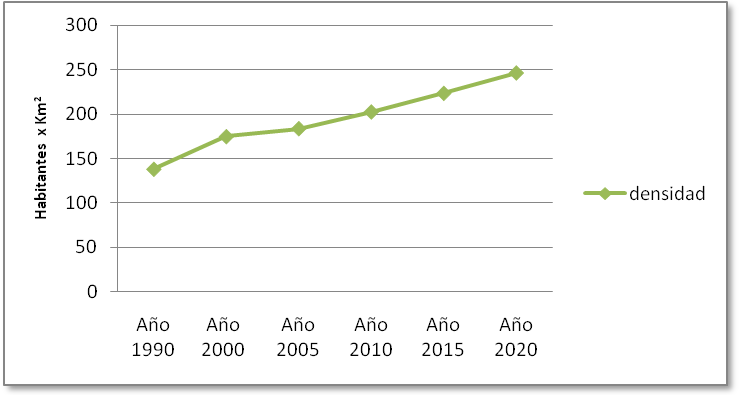 300
250
200
150
100
50
0
Habitantes x Km²
Año 1990
Año 2000
Año 2005
Año 2010
Año 2015
Año 2020
densidad